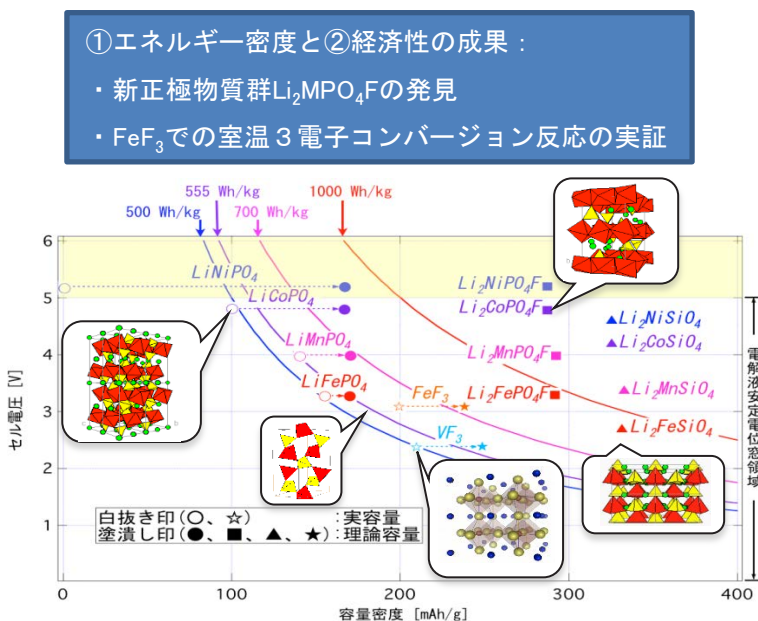 ①エネルギー密度と②経済性の成果：
・新正極物質群Li₂MPO₄Fの発見
・FeF₃での室温３電子コンバージョン反応の実証
555 Wh/kg
1000 Wh/kg
500 Wh/kg
700 Wh/kg
6
LiNiPO₄
Li₂NiPO₄F
5
LiCoPO₄
Li₂CoPO₄F
Li₂NiSiO₄
Li₂CoSiO₄
4
LiMnPO₄
Li₂MnPO₄F
LiFePO₄
FeF₃
Li₂FePO₄F
Li₂MnSiO₄
3
VF₃
Li₂FeSiO₄
2
1
白抜き印(○、☆) :実容量
塗潰し印(●、■、▲、★):理論容量
セル電圧 [V]
電解液安定電位窓領域
0
100
200
300
400
容量密度 [mAh/g]